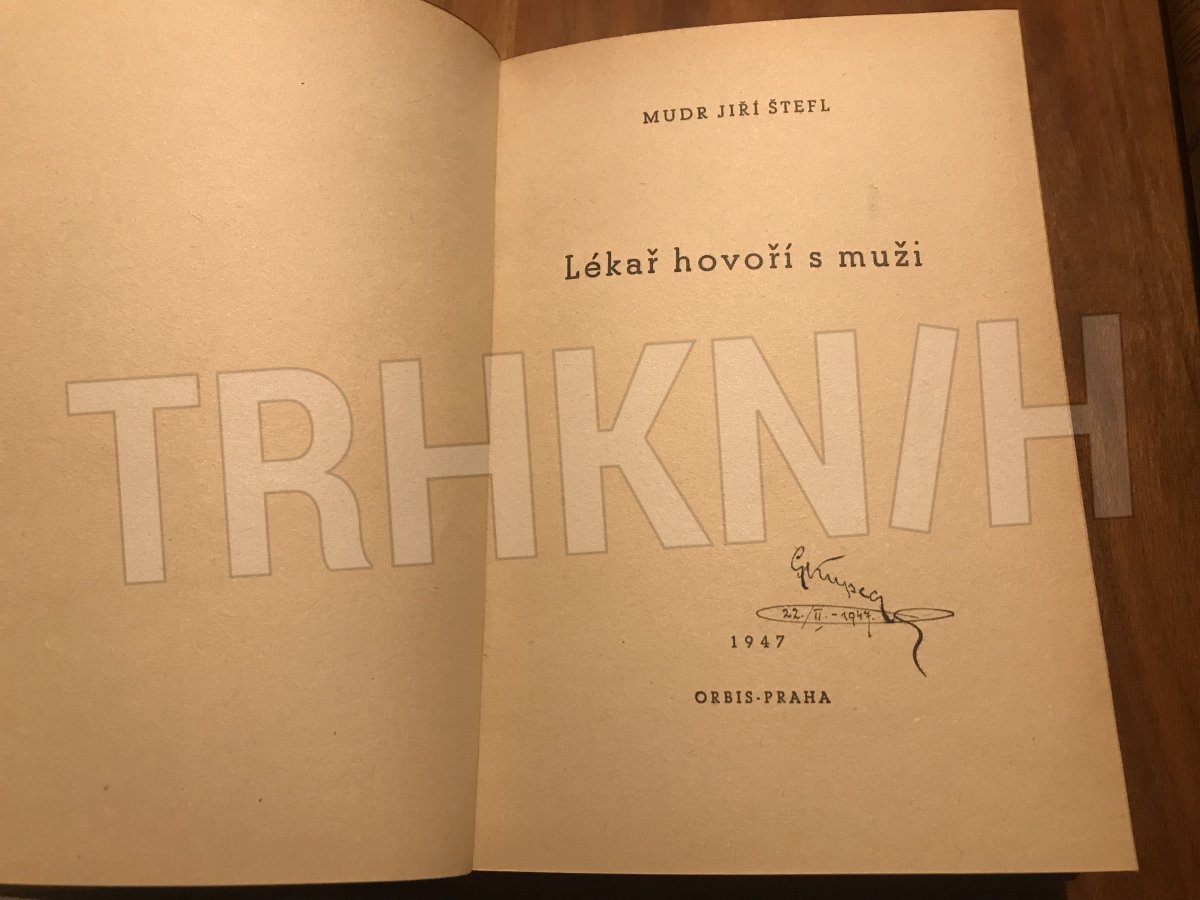 MUDR JIŘÍ ŠTEFL
Lékař hovoří s muži
TRHKNIH
22./II.-1947.
1947
ORBIS-PRAHA